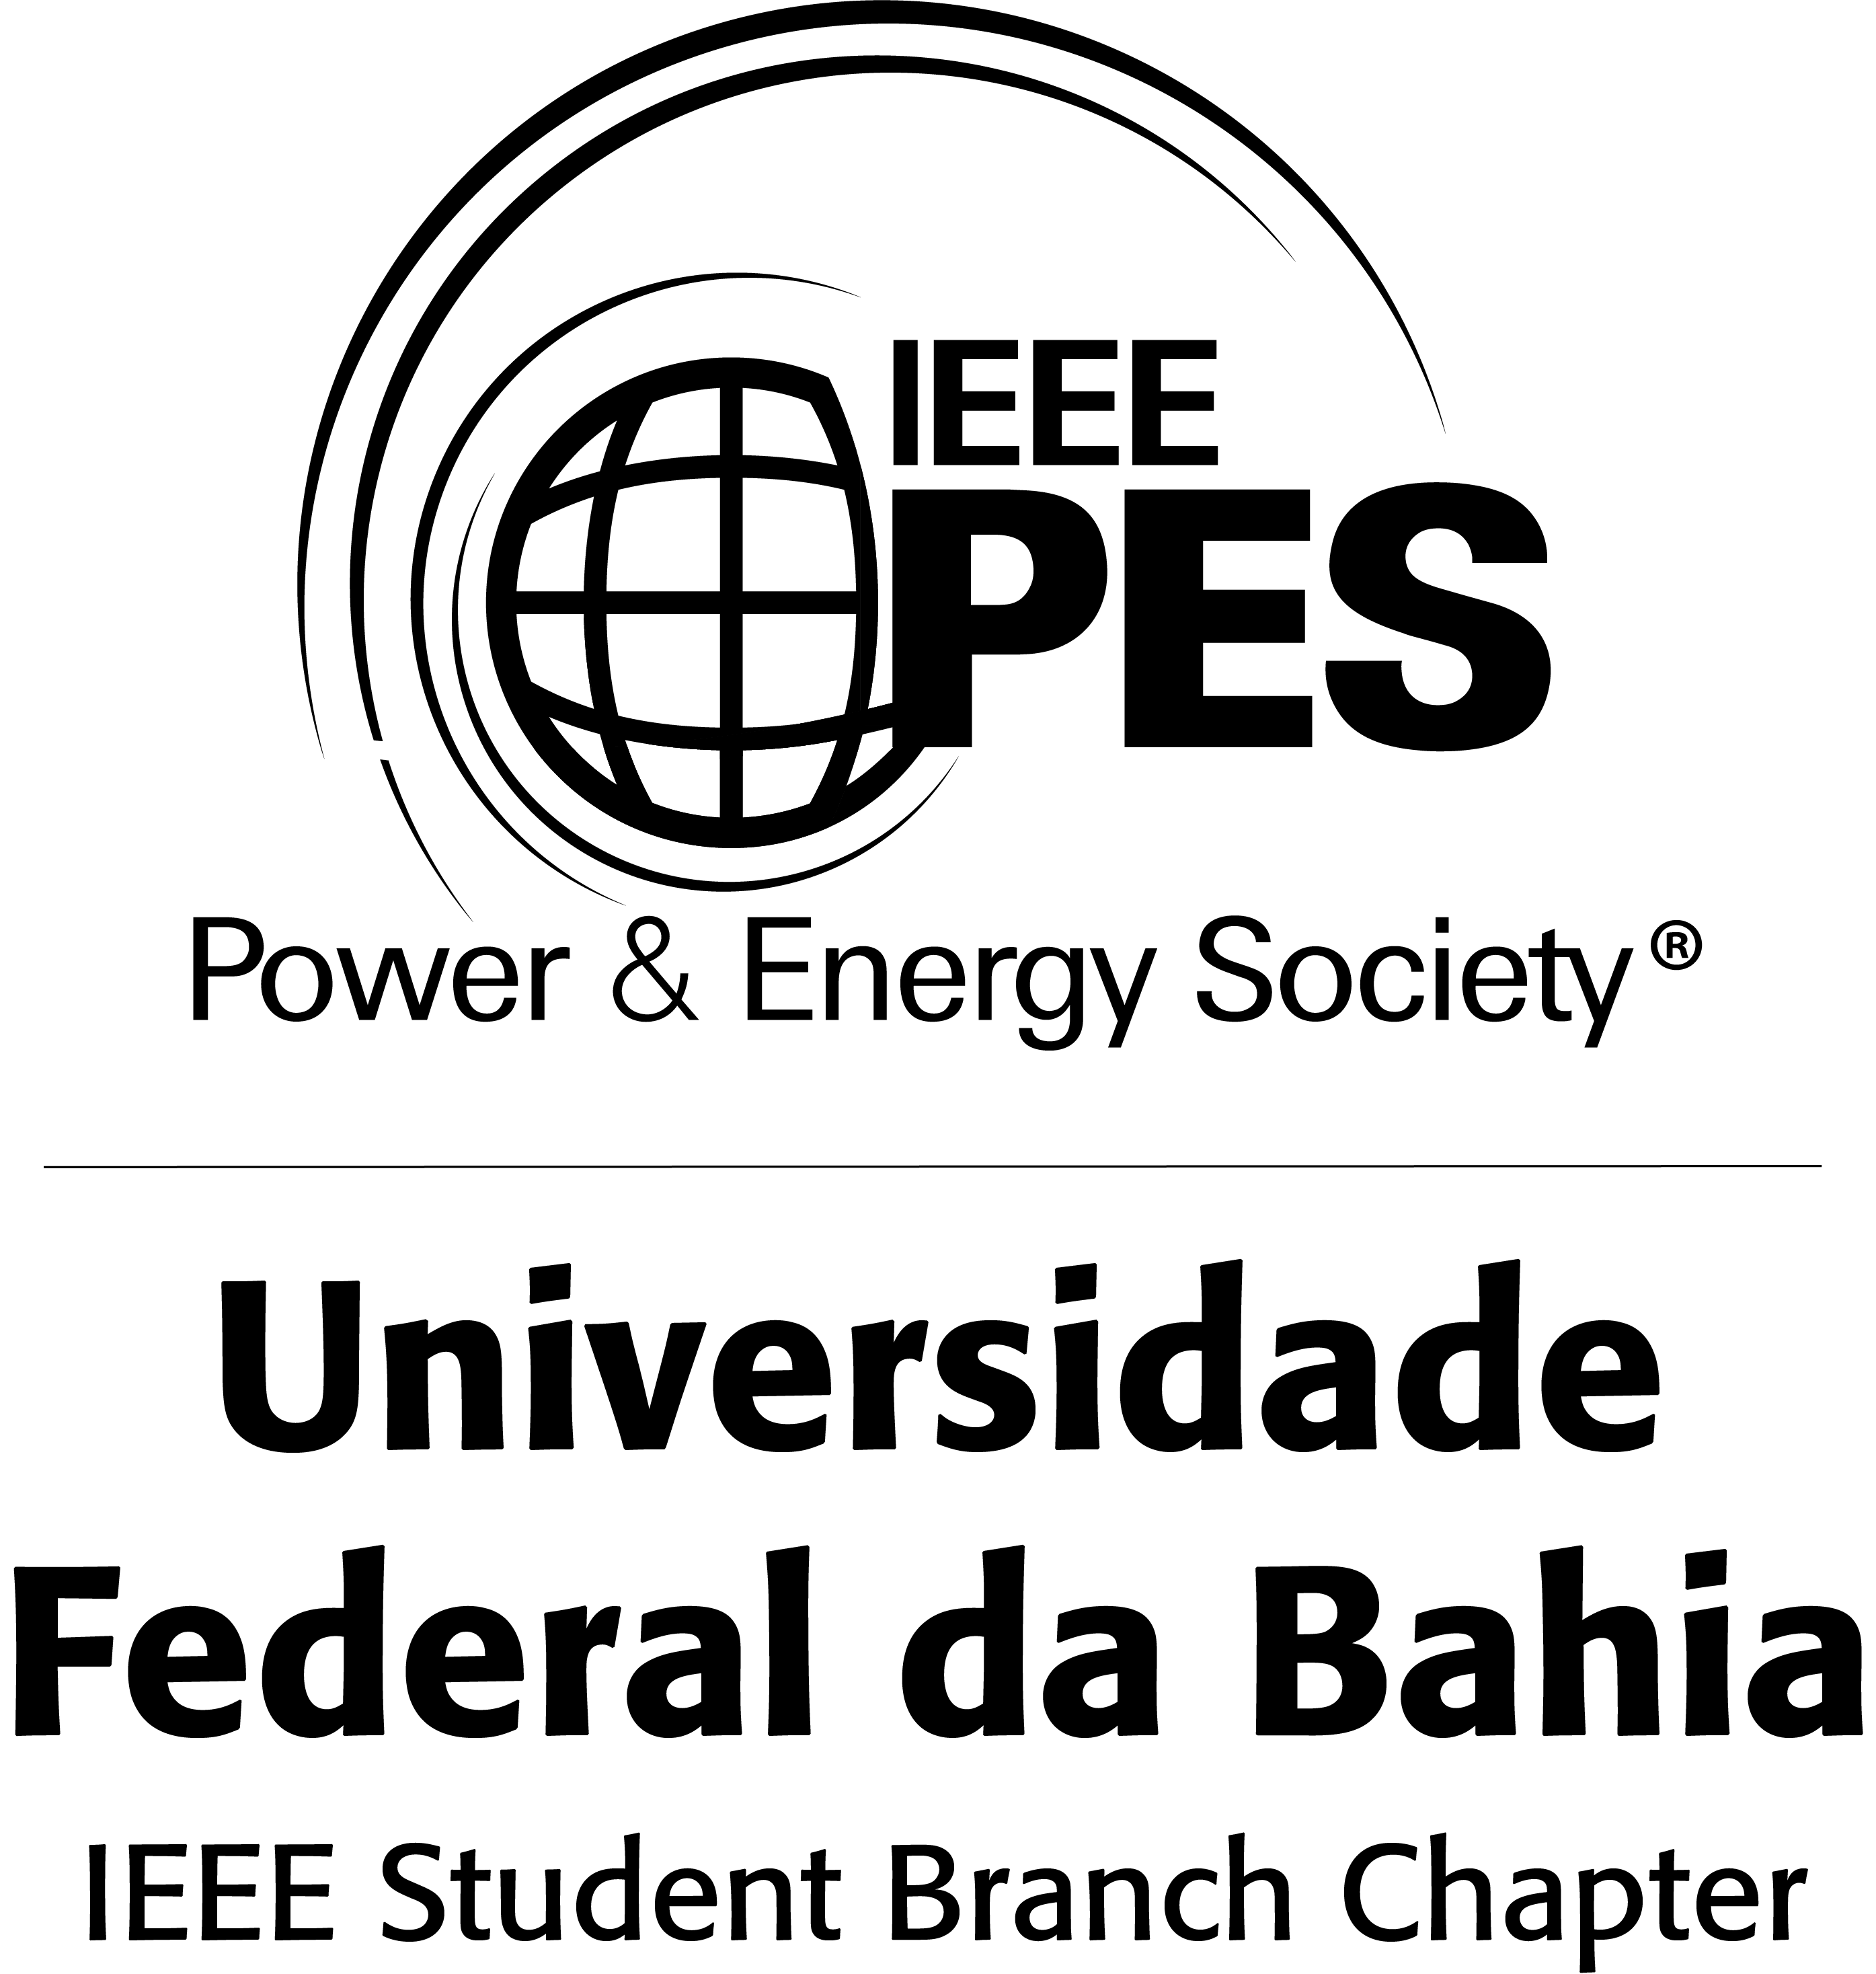 IEEE
PES
Power & Energy Society®
Universidade
Federal da Bahia
IEEE Student Branch Chapter